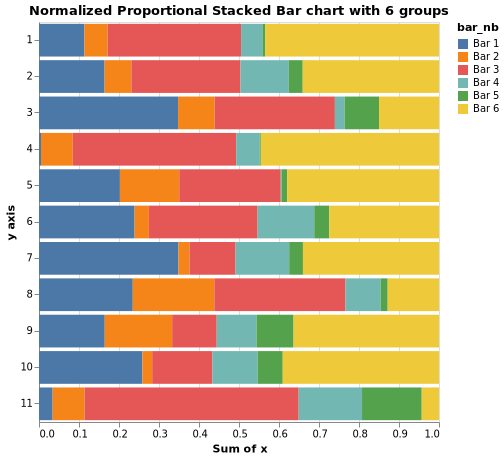 Normalized Proportional Stacked Bar chart with 6 groups
bar_nb
Bar 1
Bar 2
Bar 3
Bar 4
Bar 5
Bar 6
y axis
1
2
3
4
5
6
7
8
9
10
11
0.0 0.1 0.2 0.3 0.4 0.5 0.6 0.7 0.8 0.9 1.0
Sum of x